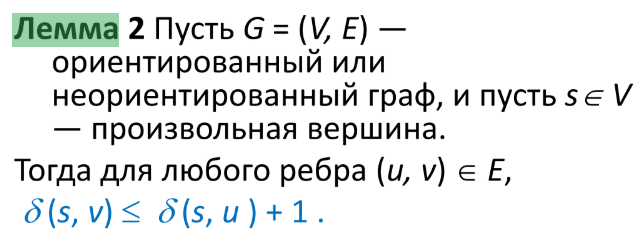 Лемма 2 Пусть G = (V, E) —
ориентированный или
неориентированный граф, и пусть s ∈ V
— произвольная вершина.
Тогда для любого ребра (u, v) ∈ E,
δ (s, v) ≤ δ (s, u ) + 1 .